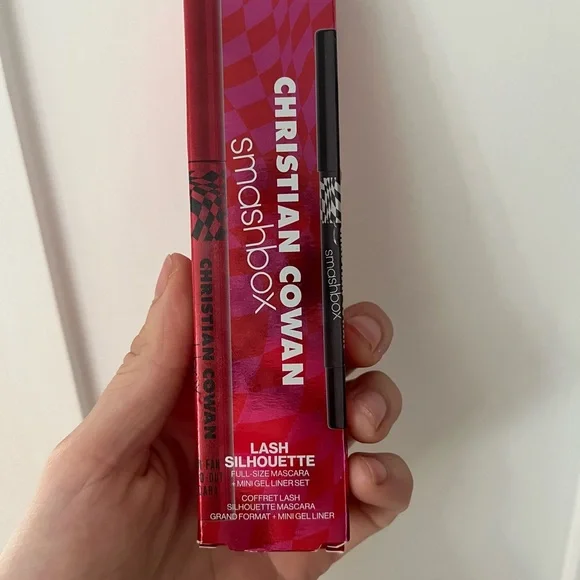 CHRISTIAN COWAN
smashbox
smashbox
CHRISTIAN COWAN
LASH
SILHOUETTE
FULL-SIZE MASCARA
+ MINI GEL LINER SET
COFFRET LASH
SILHOUETTE MASCARA
GRAND FORMAT + MINI GEL LINER